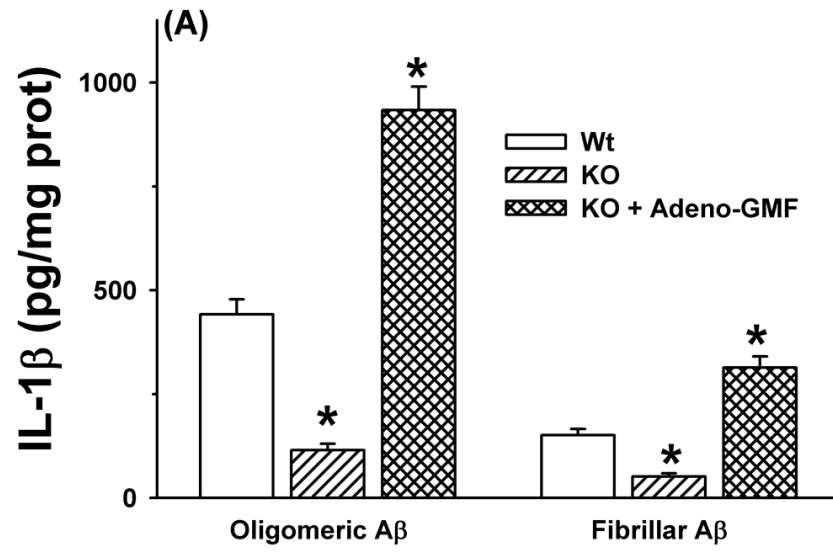 (A)
IL-1β (pg/mg prot)
1000
500
0
Wt
KO
KO + Adeno-GMF
*
*
*
*
Oligomeric Aβ
Fibrillar Aβ